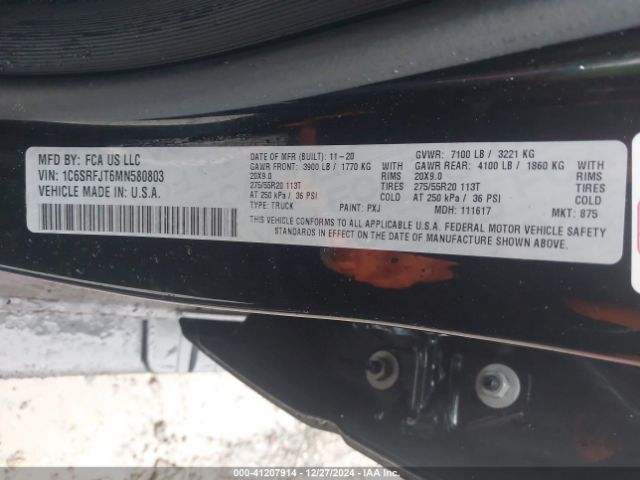 MFD BY: FCA US LLC
VIN: 1C6SRFJT6MN580803
VEHICLE MADE IN U.S.A.
DATE OF MFR (BUILT): 11-20 GVWR: 7100 LB / 3221 KG
GAWR FRONT: 3900 LB / 1770 KG WITH GAWR REAR: 4100 LB / 1860 KG WITH
20X9.0 RIMS 20X9.0 RIMS
275/55R20 113T TIRES 275/55R20 113T TIRES
AT 250 kPa / 36 PSI COLD AT 250 kPa / 36 PSI COLD
TYPE: TRUCK PAINT: PXJ MDH: 111617 MKT: 875
THIS VEHICLE CONFORMS TO ALL APPLICABLE U.S.A. FEDERAL MOTOR VEHICLE SAFETY
STANDARDS IN EFFECT ON THE DATE OF MANUFACTURE SHOWN ABOVE.
000-41207914 - 12/27/2024 - IAA Inc.